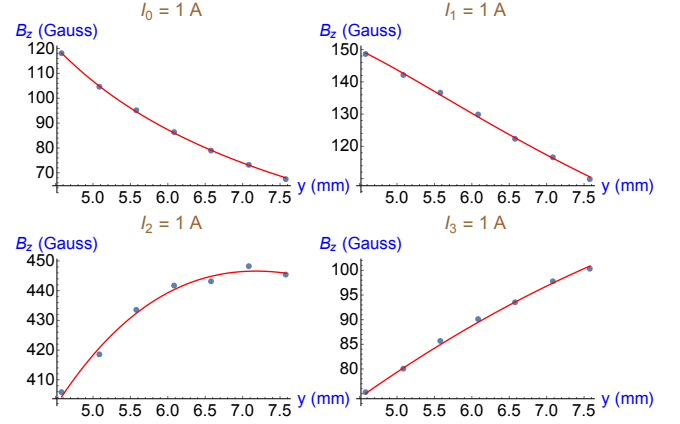 I₀ = 1 A
B_z (Gauss)
120
110
100
90
80
70
5.0 5.5 6.0 6.5 7.0 7.5
y (mm)
I₁ = 1 A
B_z (Gauss)
150
140
130
120
5.0 5.5 6.0 6.5 7.0 7.5
y (mm)
I₂ = 1 A
B_z (Gauss)
450
440
430
420
410
5.0 5.5 6.0 6.5 7.0 7.5
y (mm)
I₃ = 1 A
B_z (Gauss)
100
95
90
85
80
5.0 5.5 6.0 6.5 7.0 7.5
y (mm)